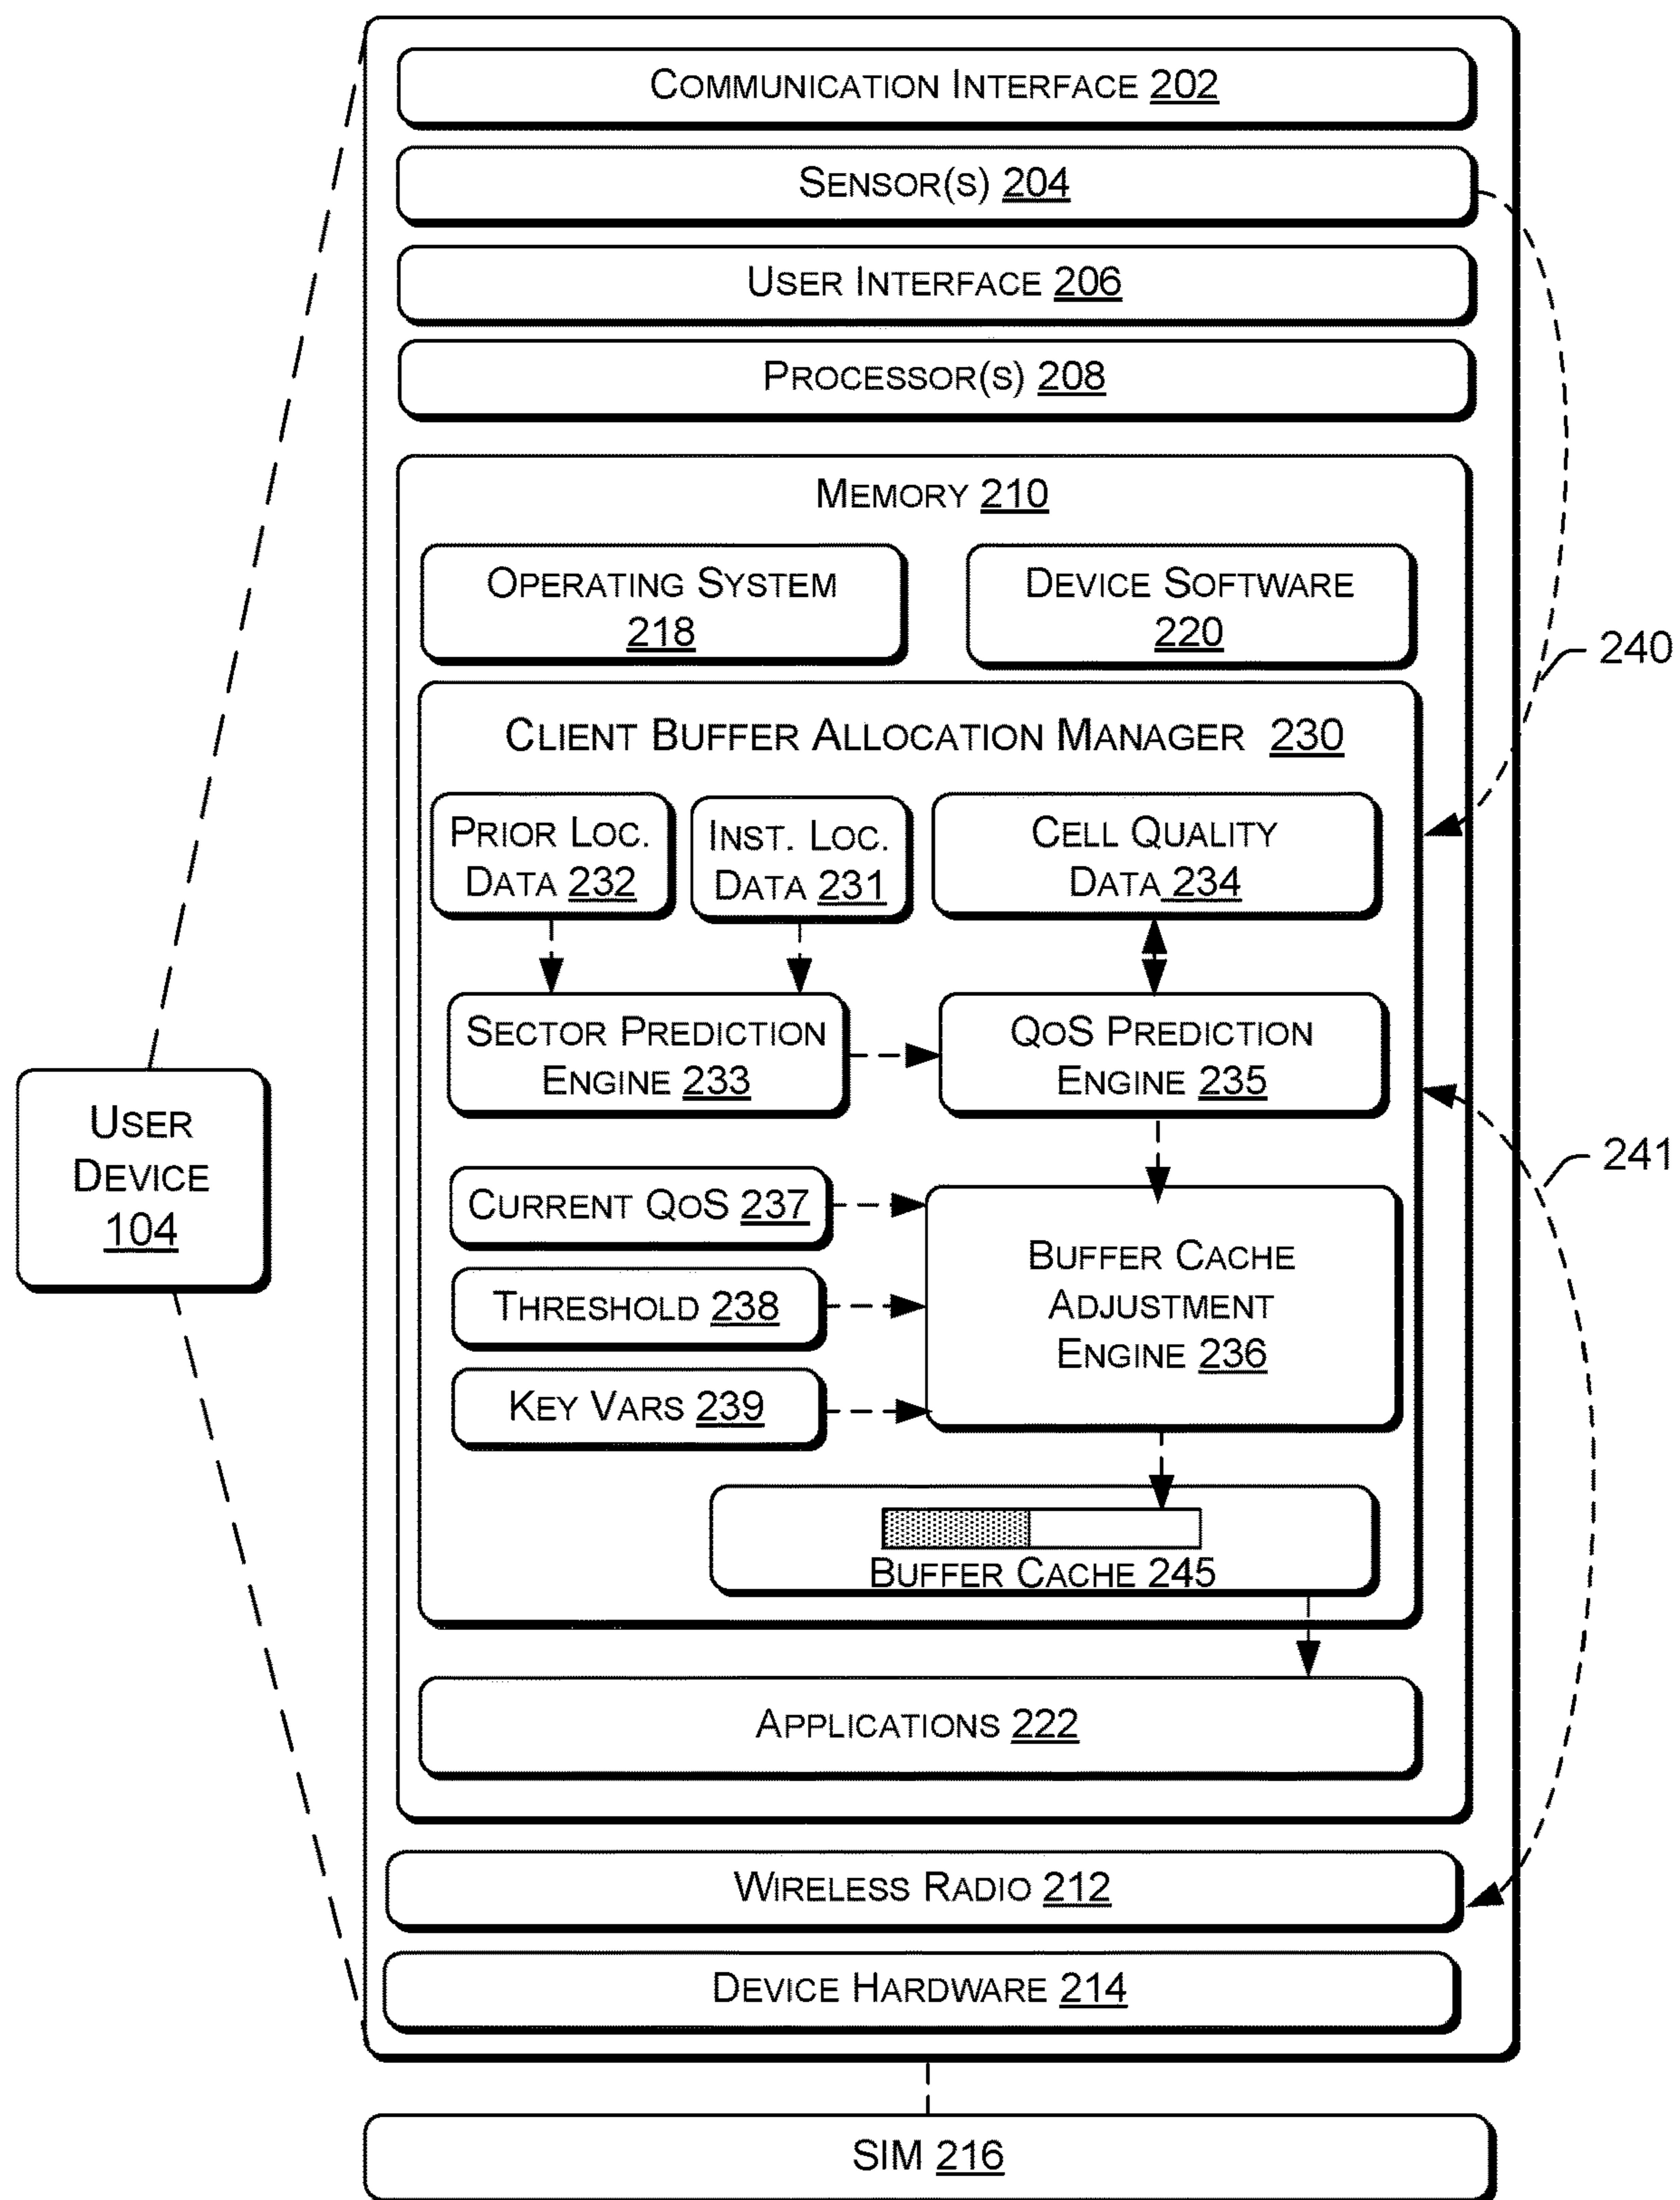 COMMUNICATION INTERFACE 202
SENSOR(S) 204
USER INTERFACE 206
PROCESSOR(S) 208
MEMORY 210
OPERATING SYSTEM
218
DEVICE SOFTWARE
220
240
CLIENT BUFFER ALLOCATION MANAGER 230
PRIOR LOC.
DATA 232
INST. LOC.
DATA 231
CELL QUALITY
DATA 234
SECTOR PREDICTION
ENGINE 233
QOS PREDICTION
ENGINE 235
USER
DEVICE
104
241
CURRENT QOS 237
THRESHOLD 238
KEY VARS 239
BUFFER CACHE
ADJUSTMENT
ENGINE 236
BUFFER CACHE 245
APPLICATIONS 222
WIRELESS RADIO 212
DEVICE HARDWARE 214
SIM 216